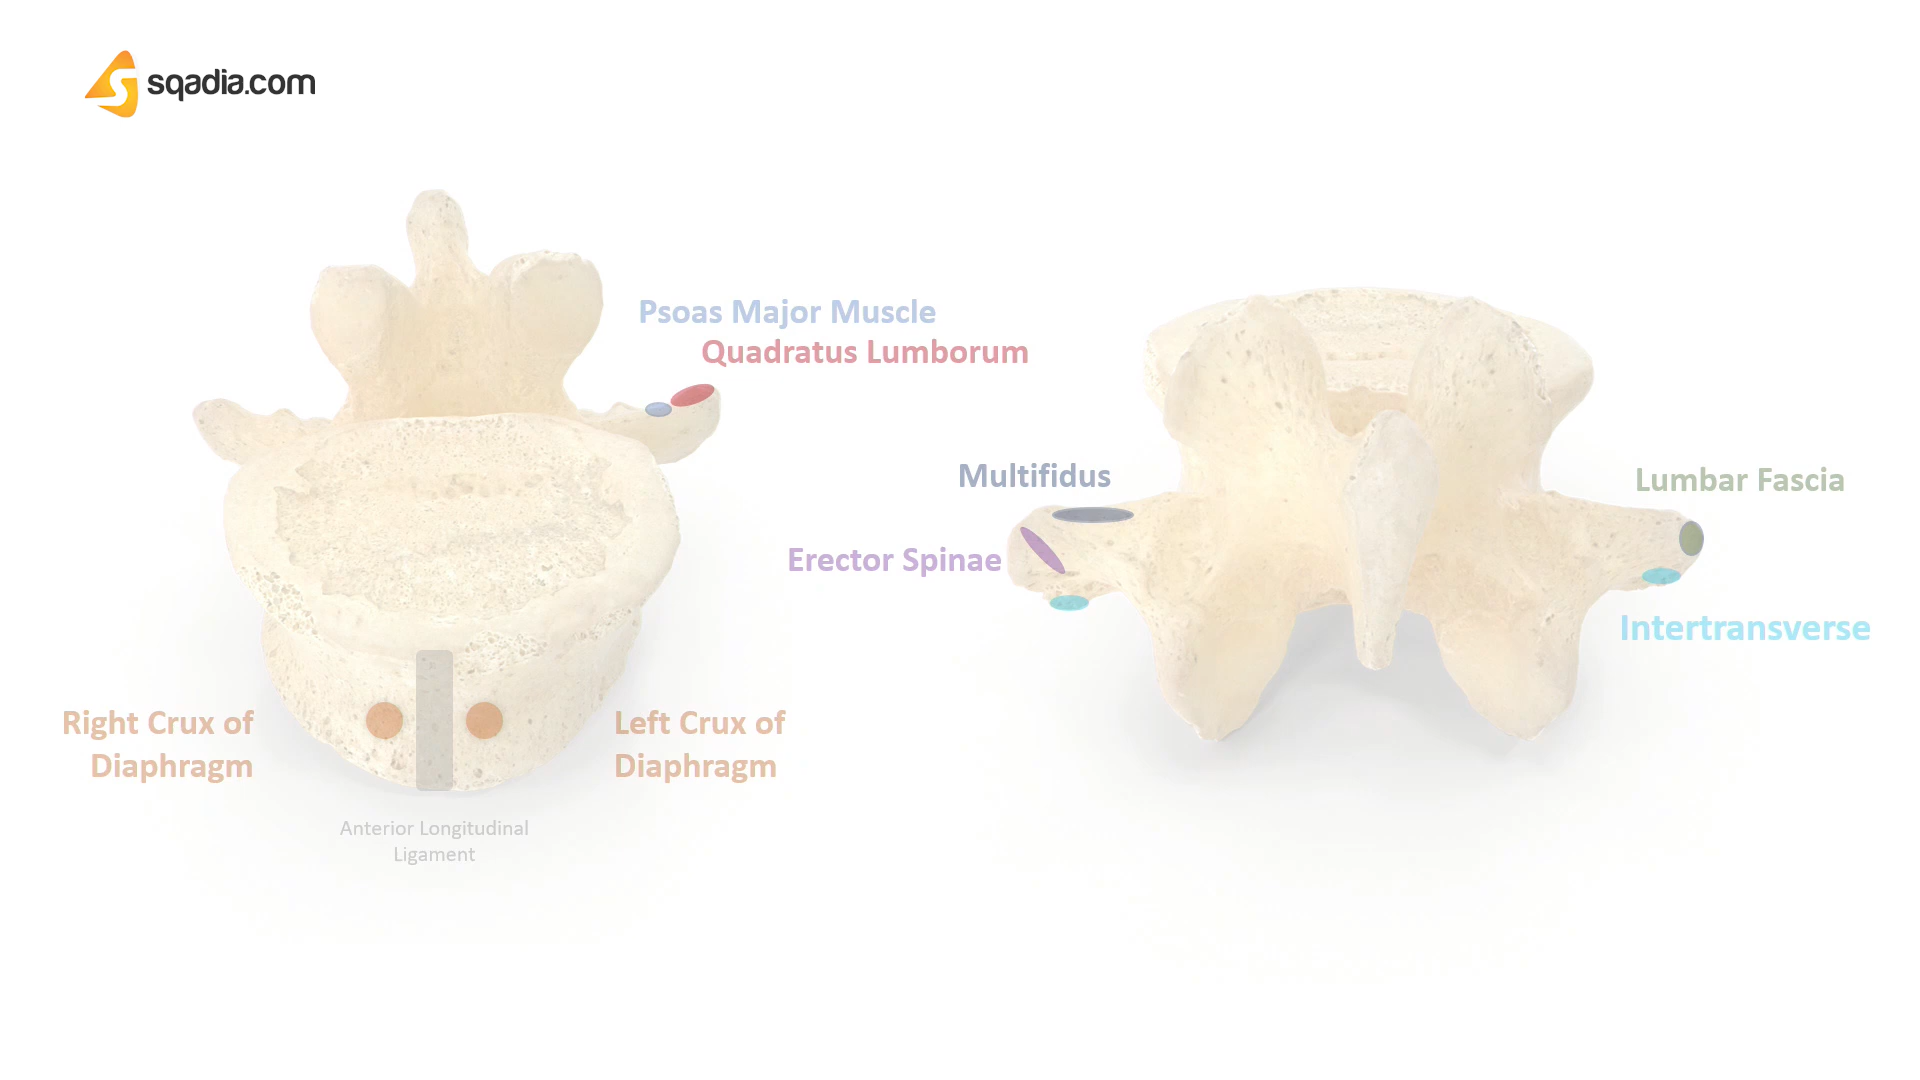 sqadia.com
Psoas Major Muscle
Quadratus Lumborum
Right Crux of
Diaphragm
Left Crux of
Diaphragm
Anterior Longitudinal
Ligament
Multifidus
Erector Spinae
Lumbar Fascia
Intertransverse